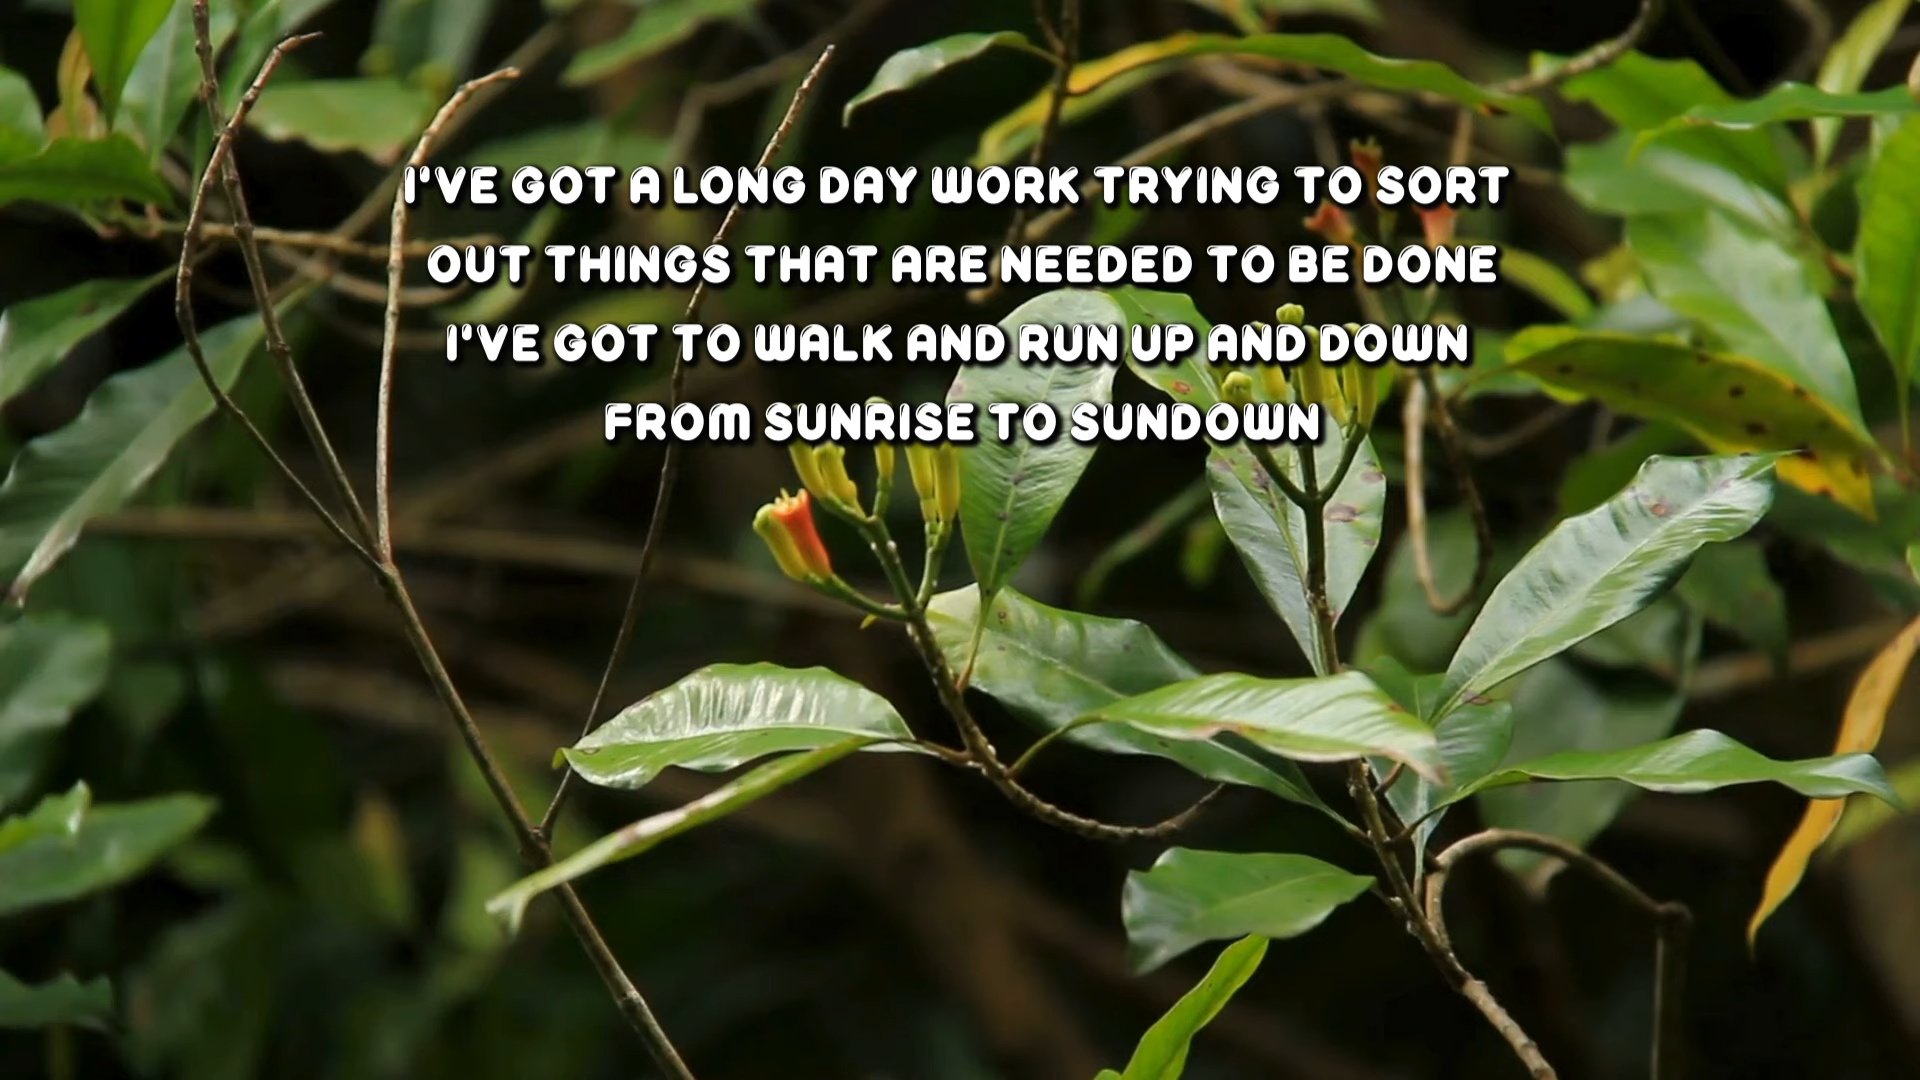 I'VE GOT A LONG DAY WORK TRYING TO SORT
OUT THINGS THAT ARE NEEDED TO BE DONE
I'VE GOT TO WALK AND RUN UP AND DOWN
FROM SUNRISE TO SUNDOWN